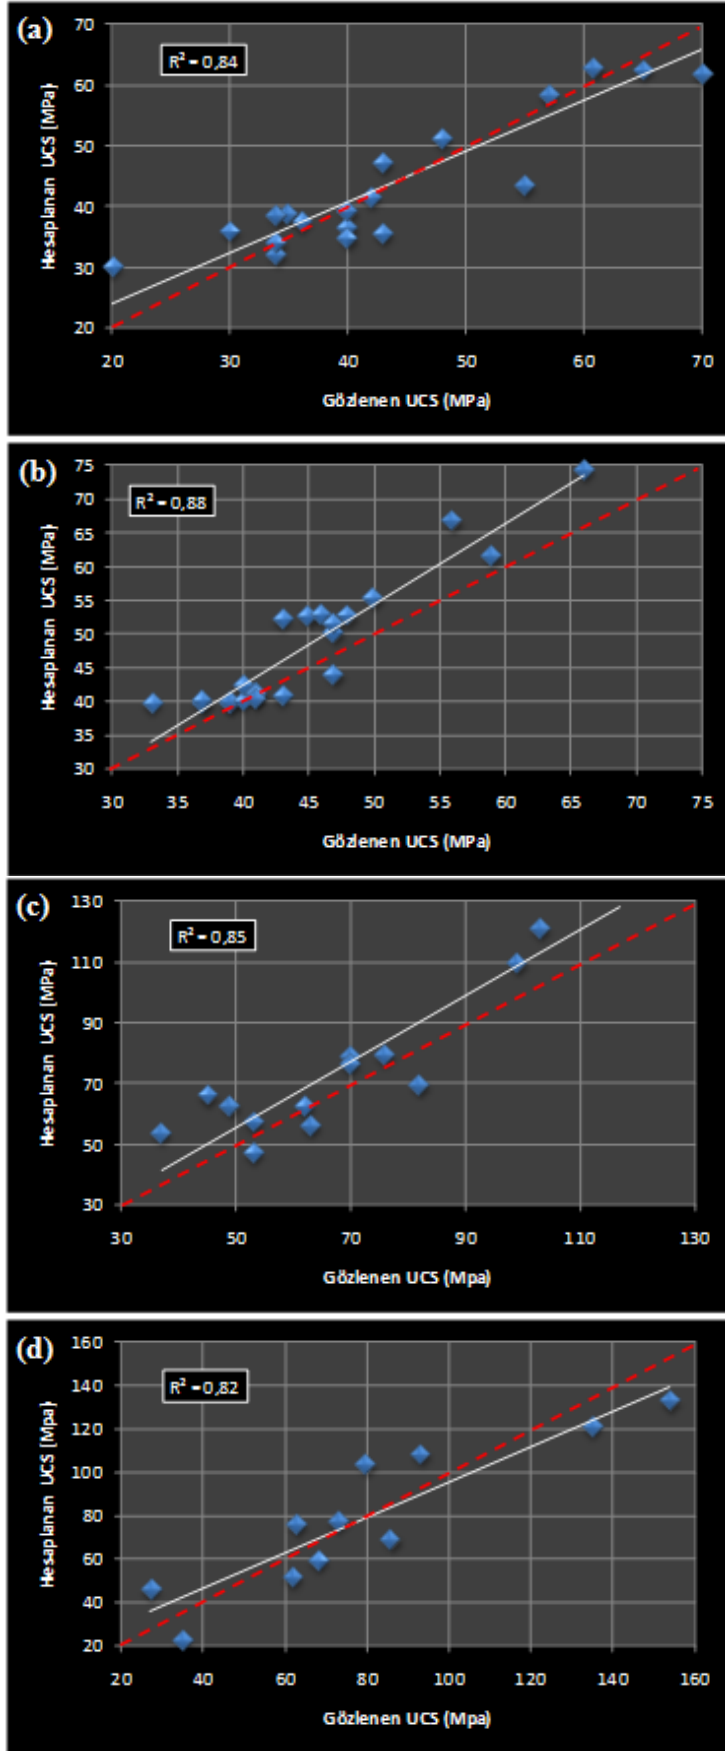 (a)
R² = 0,84
Hesaplanan UCS (MPa)
70
60
50
40
30
20
20 30 40 50 60 70
Gözlenen UCS (MPa)
(b)
R² = 0,88
Hesaplanan UCS (MPa)
75
70
65
60
55
50
45
40
35
30
30 35 40 45 50 55 60 65 70 75
Gözlenen UCS (MPa)
(c)
R² = 0,85
Hesaplanan UCS (MPa)
130
110
90
70
50
30
30 50 70 90 110 130
Gözlenen UCS (Mpa)
(d)
R² = 0,82
Hesaplanan UCS (Mpa)
160
140
120
100
80
60
40
20
20 40 60 80 100 120 140 160
Gözlenen UCS (Mpa)